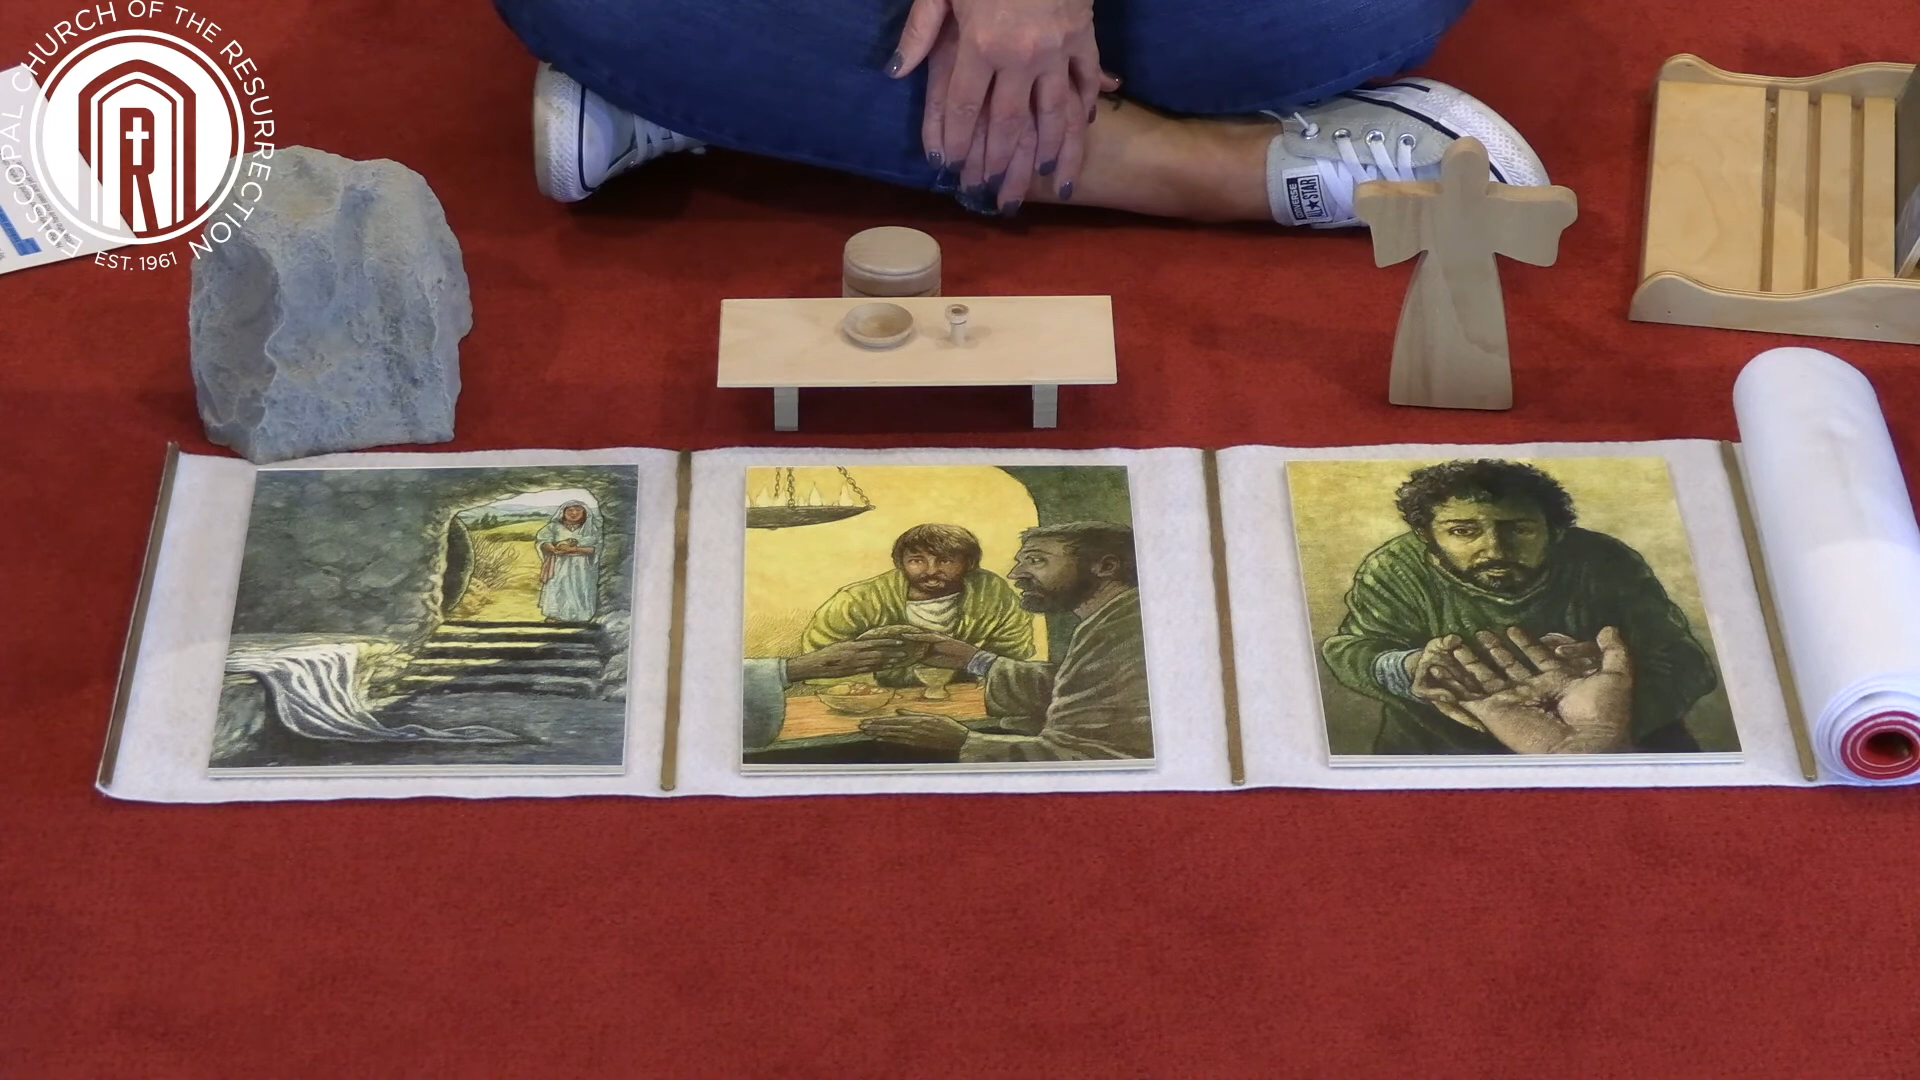 EPISCOPAL CHURCH OF THE RESURRECTION
EST. 1961
R
CONVERSE
ALL★STAR